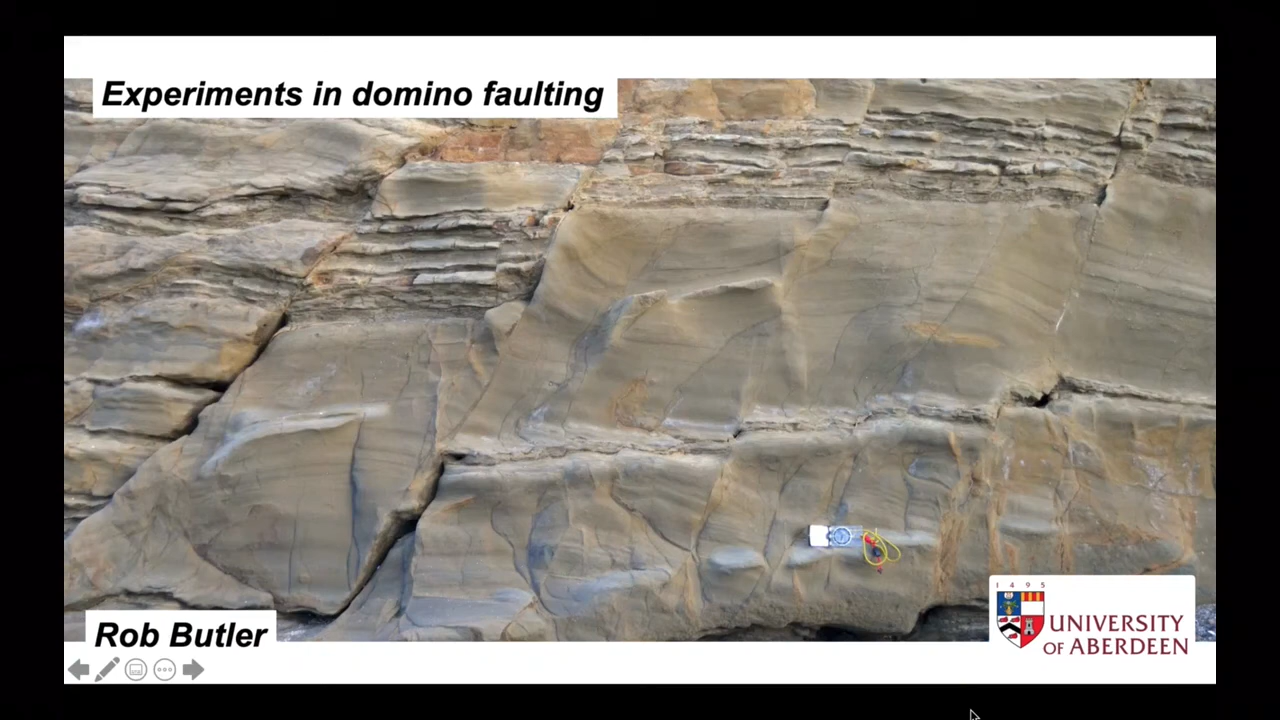 Experiments in domino faulting
Rob Butler
1495
UNIVERSITY
OF ABERDEEN